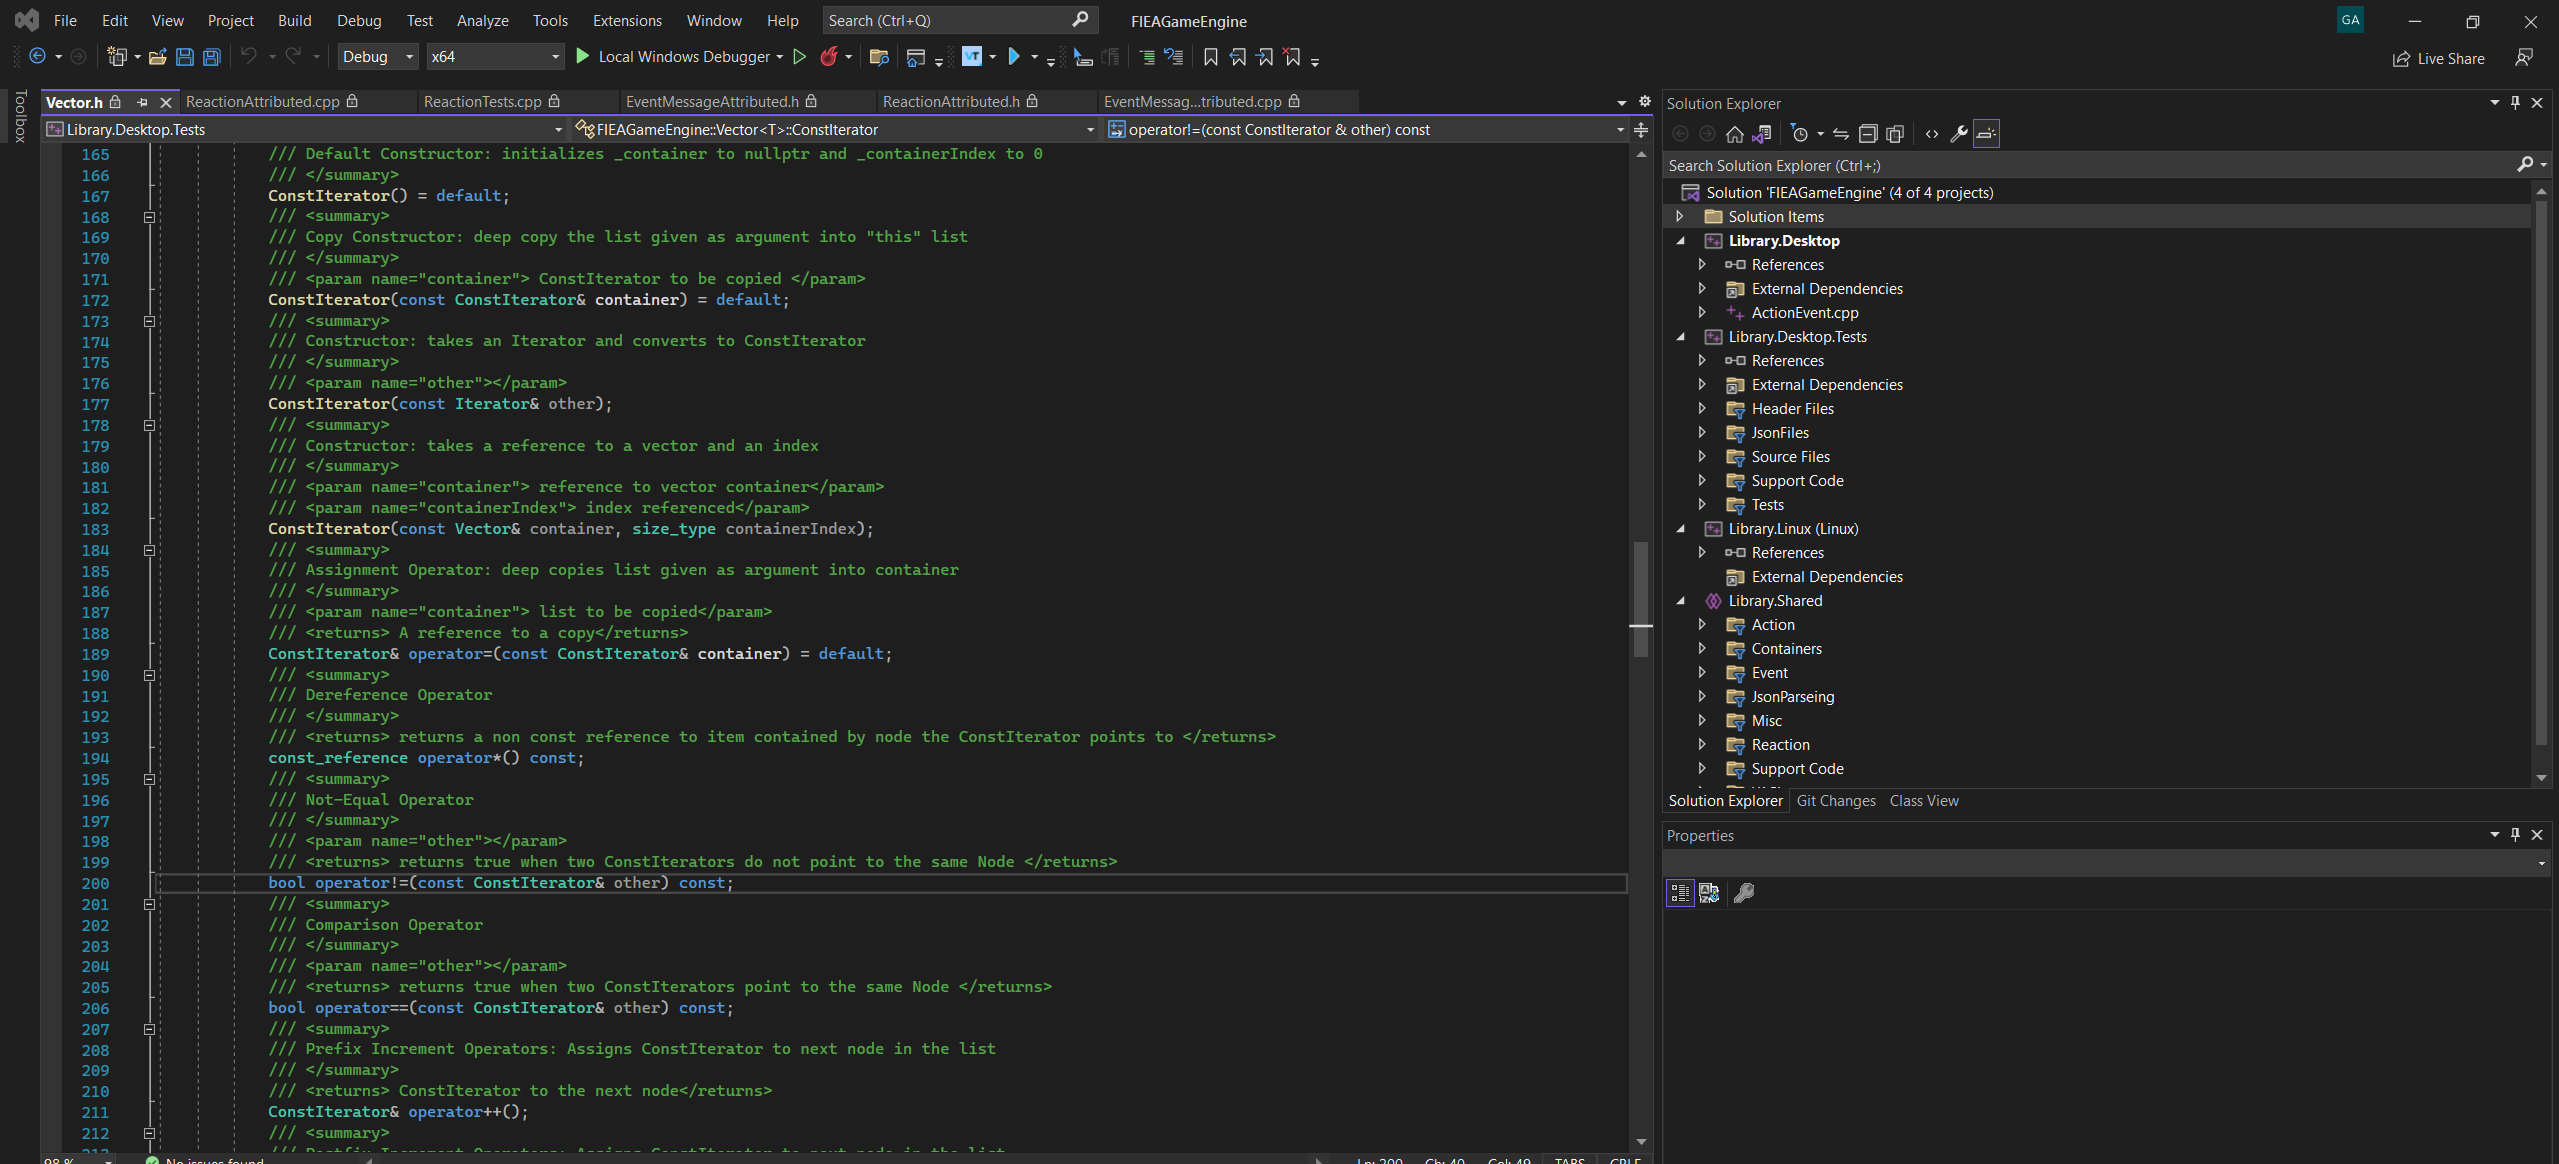 File Edit View Project Build Debug Test Analyze Tools Extensions Window Help Search (Ctrl+Q) FIEAGameEngine GA
Debug x64 Local Windows Debugger VT Live Share
Toolbox
Vector.h ReactionAttributed.cpp ReactionTests.cpp EventMessageAttributed.h ReactionAttributed.h EventMessag...tributed.cpp
Library.Desktop.Tests FIEAGameEngine::Vector<T>::ConstIterator operator!=(const ConstIterator & other) const
165 /// Default Constructor: initializes _container to nullptr and _containerIndex to 0
166 /// </summary>
167 ConstIterator() = default;
168 /// <summary>
169 /// Copy Constructor: deep copy the list given as argument into "this" list
170 /// </summary>
171 /// <param name="container"> ConstIterator to be copied </param>
172 ConstIterator(const ConstIterator& container) = default;
173 /// <summary>
174 /// Constructor: takes an Iterator and converts to ConstIterator
175 /// </summary>
176 /// <param name="other"></param>
177 ConstIterator(const Iterator& other);
178 /// <summary>
179 /// Constructor: takes a reference to a vector and an index
180 /// </summary>
181 /// <param name="container"> reference to vector container</param>
182 /// <param name="containerIndex"> index referenced</param>
183 ConstIterator(const Vector& container, size_type containerIndex);
184 /// <summary>
185 /// Assignment Operator: deep copies list given as argument into container
186 /// </summary>
187 /// <param name="container"> list to be copied</param>
188 /// <returns> A reference to a copy</returns>
189 ConstIterator& operator=(const ConstIterator& container) = default;
190 /// <summary>
191 /// Dereference Operator
192 /// </summary>
193 /// <returns> returns a non const reference to item contained by node the ConstIterator points to </returns>
194 const_reference operator*() const;
195 /// <summary>
196 /// Not-Equal Operator
197 /// </summary>
198 /// <param name="other"></param>
199 /// <returns> returns true when two ConstIterators do not point to the same Node </returns>
200 bool operator!=(const ConstIterator& other) const;
201 /// <summary>
202 /// Comparison Operator
203 /// </summary>
204 /// <param name="other"></param>
205 /// <returns> returns true when two ConstIterators point to the same Node </returns>
206 bool operator==(const ConstIterator& other) const;
207 /// <summary>
208 /// Prefix Increment Operators: Assigns ConstIterator to next node in the list
209 /// </summary>
210 /// <returns> ConstIterator to the next node</returns>
211 ConstIterator& operator++();
212 /// <summary>
213 /// Postfix Increment Operators: Assigns ConstIterator to next node in the list
98 % No issues found Ln: 200 Ch: 40 Col: 49 TABS CRLF
Solution Explorer
Search Solution Explorer (Ctrl+;)
Solution 'FIEAGameEngine' (4 of 4 projects)
Solution Items
Library.Desktop
References
External Dependencies
ActionEvent.cpp
Library.Desktop.Tests
References
External Dependencies
Header Files
JsonFiles
Source Files
Support Code
Tests
Library.Linux (Linux)
References
External Dependencies
Library.Shared
Action
Containers
Event
JsonParseing
Misc
Reaction
Support Code
Solution Explorer Git Changes Class View
Properties